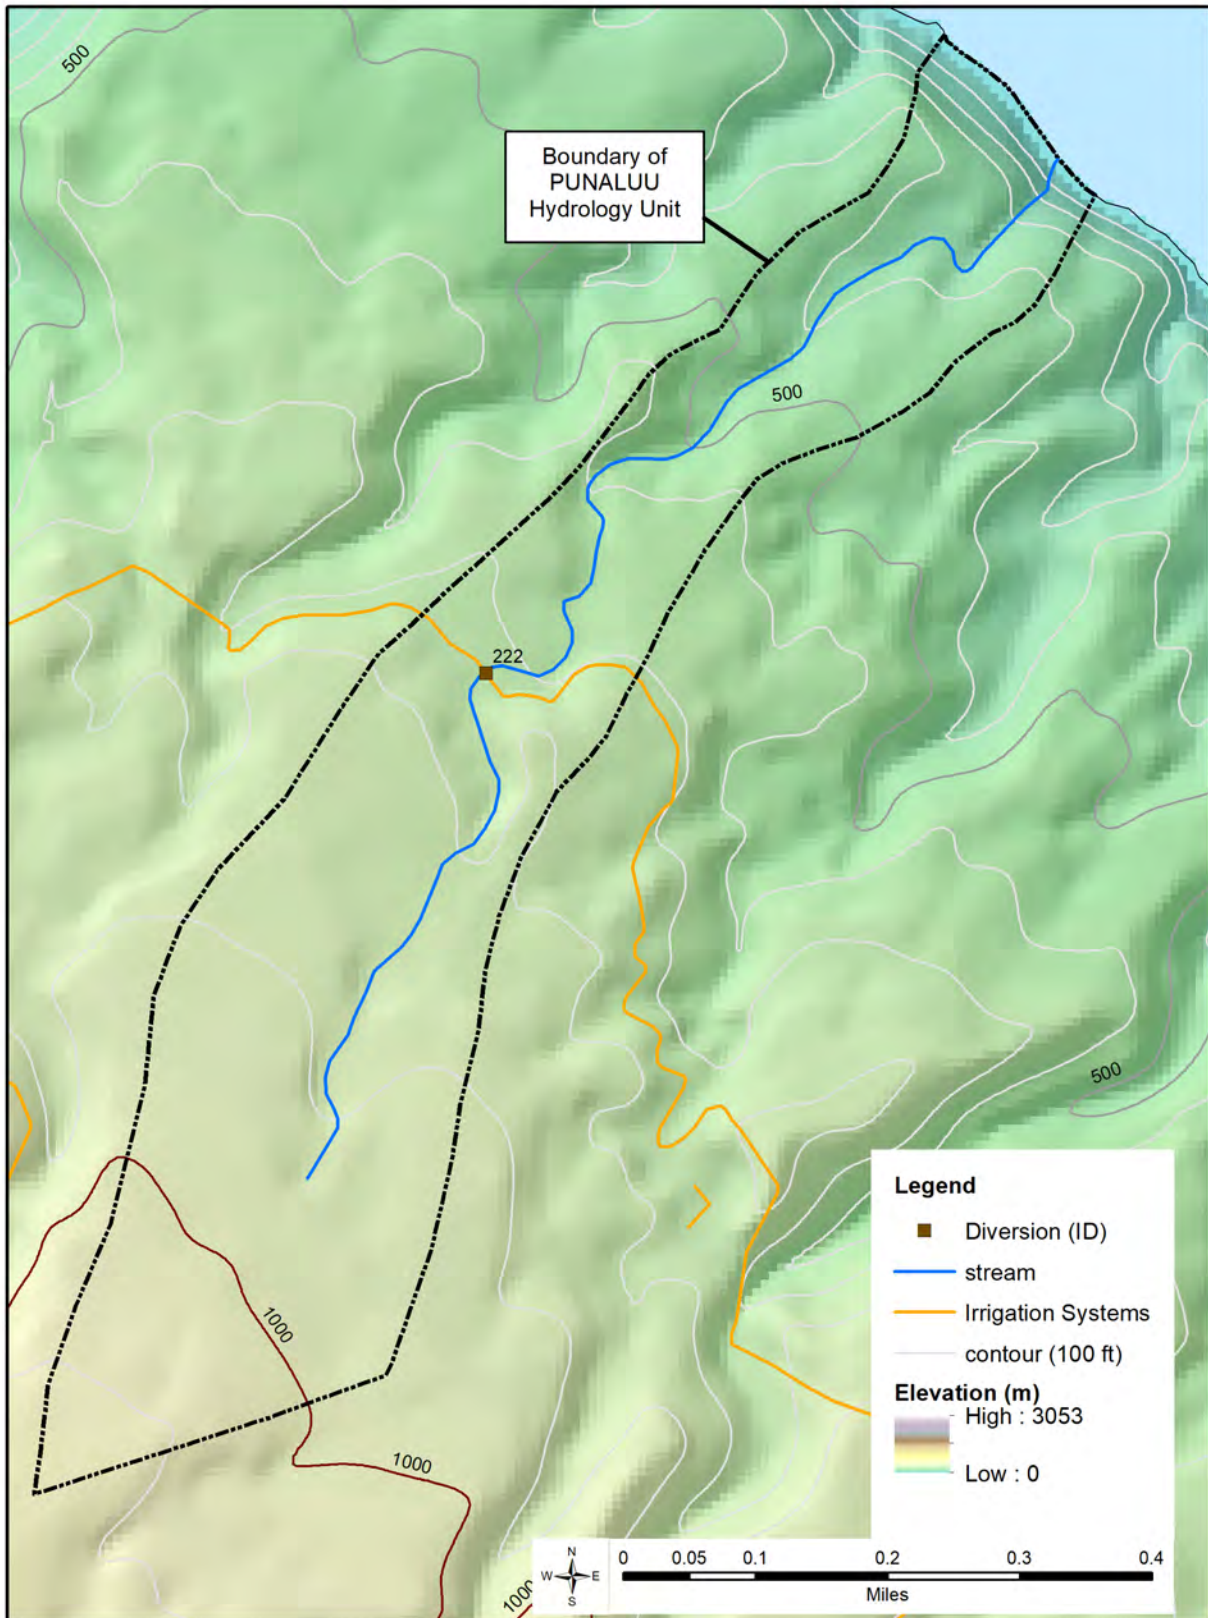 500
Boundary of
PUNALUU
Hydrology Unit
500
222
500
1000
1000
1000
Legend
Diversion (ID)
stream
Irrigation Systems
contour (100 ft)
Elevation (m)
High : 3053
Low : 0
N
W E
S
0 0.05 0.1 0.2 0.3 0.4
Miles